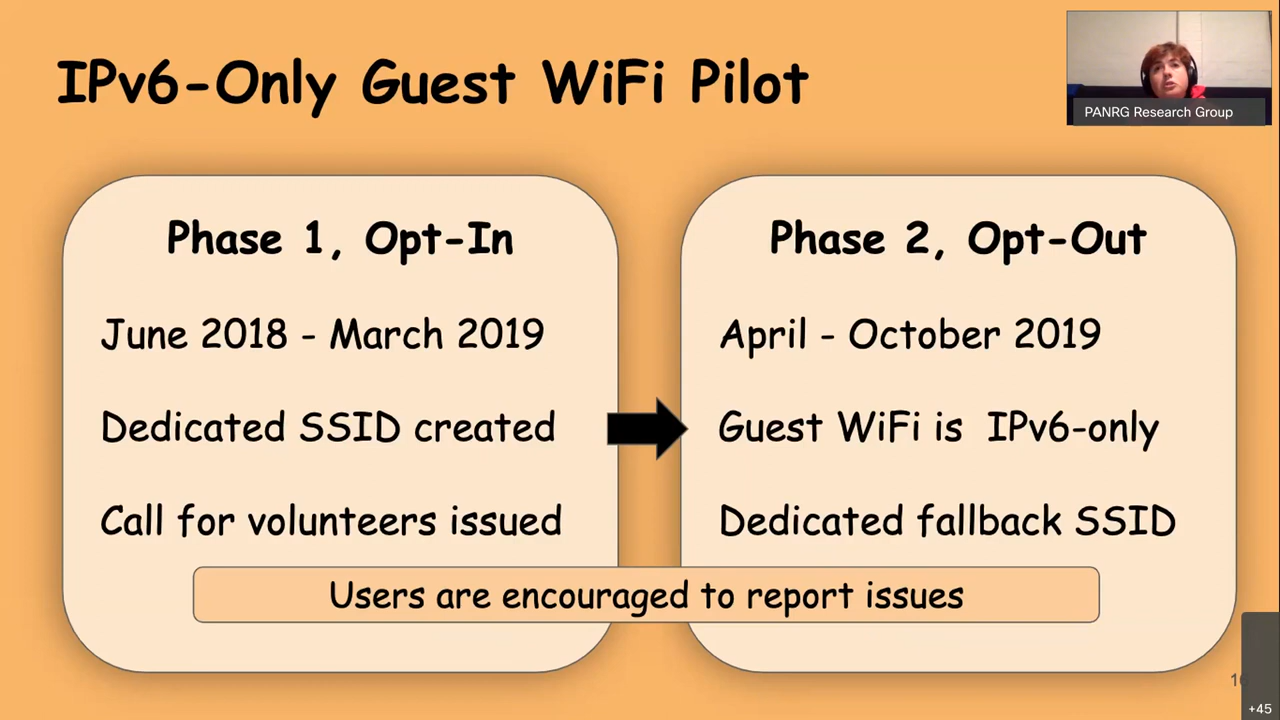 IPv6-Only Guest WiFi Pilot
PANRG Research Group
Phase 1, Opt-In
June 2018 - March 2019
Dedicated SSID created
Call for volunteers issued
Phase 2, Opt-Out
April - October 2019
Guest WiFi is IPv6-only
Dedicated fallback SSID
Users are encouraged to report issues
+45